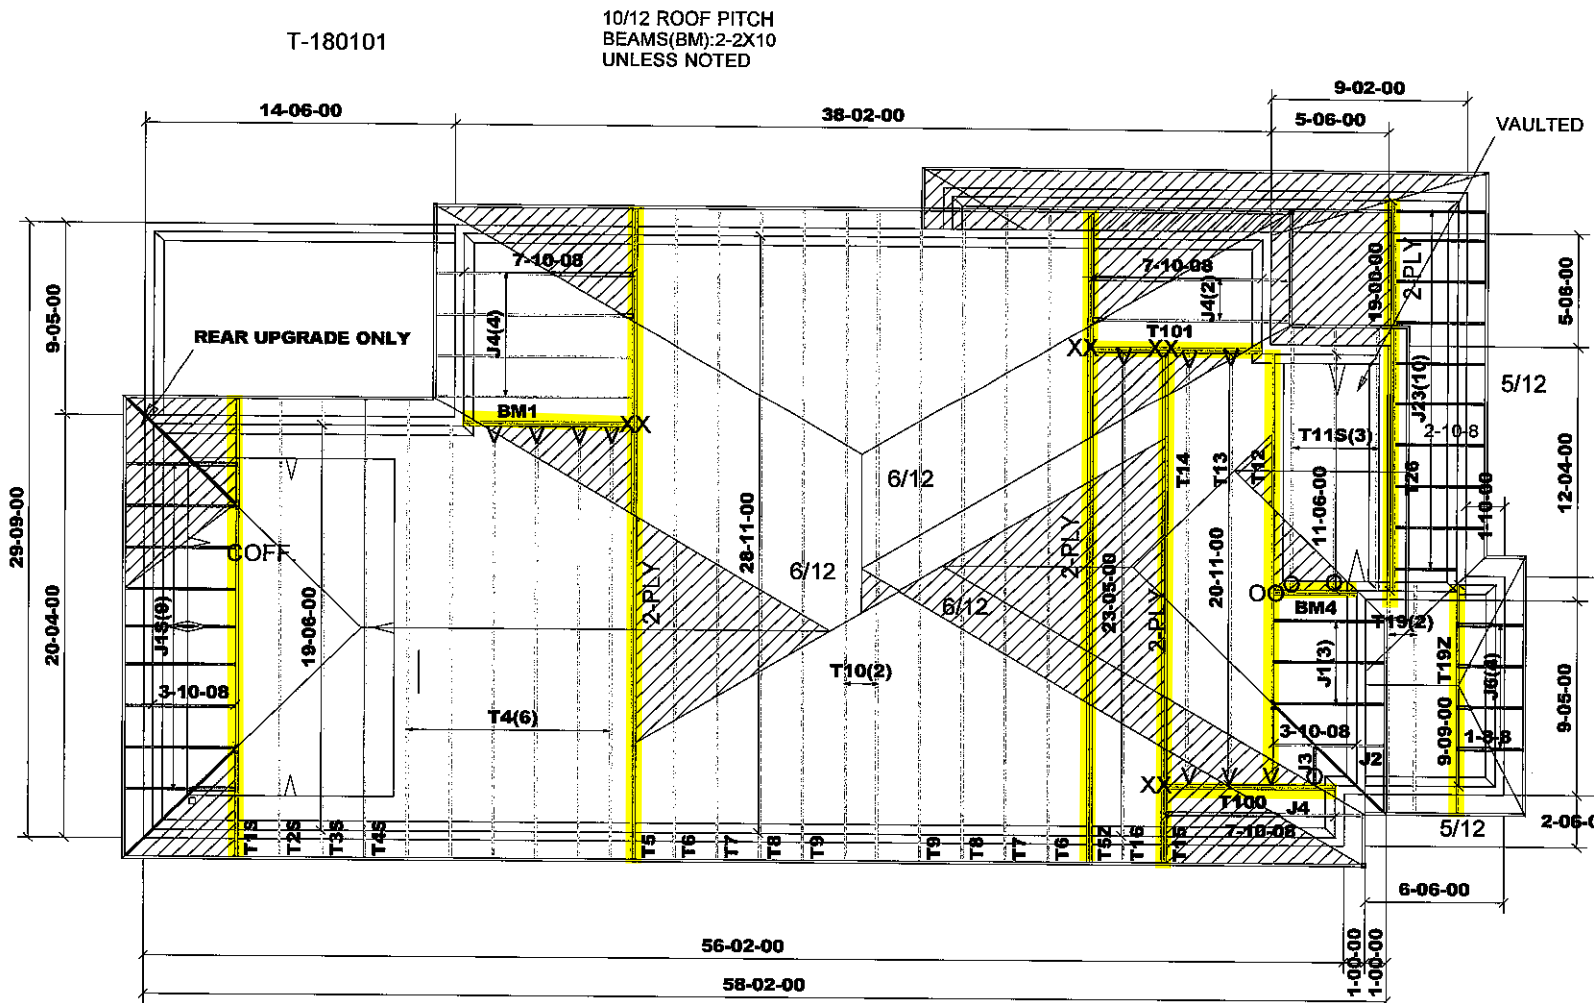 T-180101
10/12 ROOF PITCH
BEAMS(BM):2-2X10
UNLESS NOTED
9-02-00
14-06-00
38-02-00
5-06-00
VAULTED
7-10-08
7-10-08
19-00-00
2-PLY
9-05-00
REAR UPGRADE ONLY
J4(4)
J4(2)
T101
5-06-00
XX
XX
5/12
BM1
XX
J23(10)
2-10-8
T11S(3)
T14
T13
T12
T26
11-06-00
12-04-00
1-10-00
6/12
29-09-00
COFF.
28-11-00
2-PLY
2-PLY
6/12
6/12
23-05-00
2-PLY
20-11-00
OO
O
O
BM4
T19(2)
20-04-00
J1S(9)
19-06-00
J1(3)
T19Z
J6(4)
3-10-08
T10(2)
T4(6)
9-09-00
9-05-00
3-10-08
1-8-8
J3
J2
XX
O
T100
J4
7-10-08
5/12
2-06-0
T1S
T2S
T3S
T4S
T5
T6
T7
T8
T9
T9
T8
T7
T6
T5Z
T16
T15
6-06-00
56-02-00
1-00-00
1-00-00
58-02-00